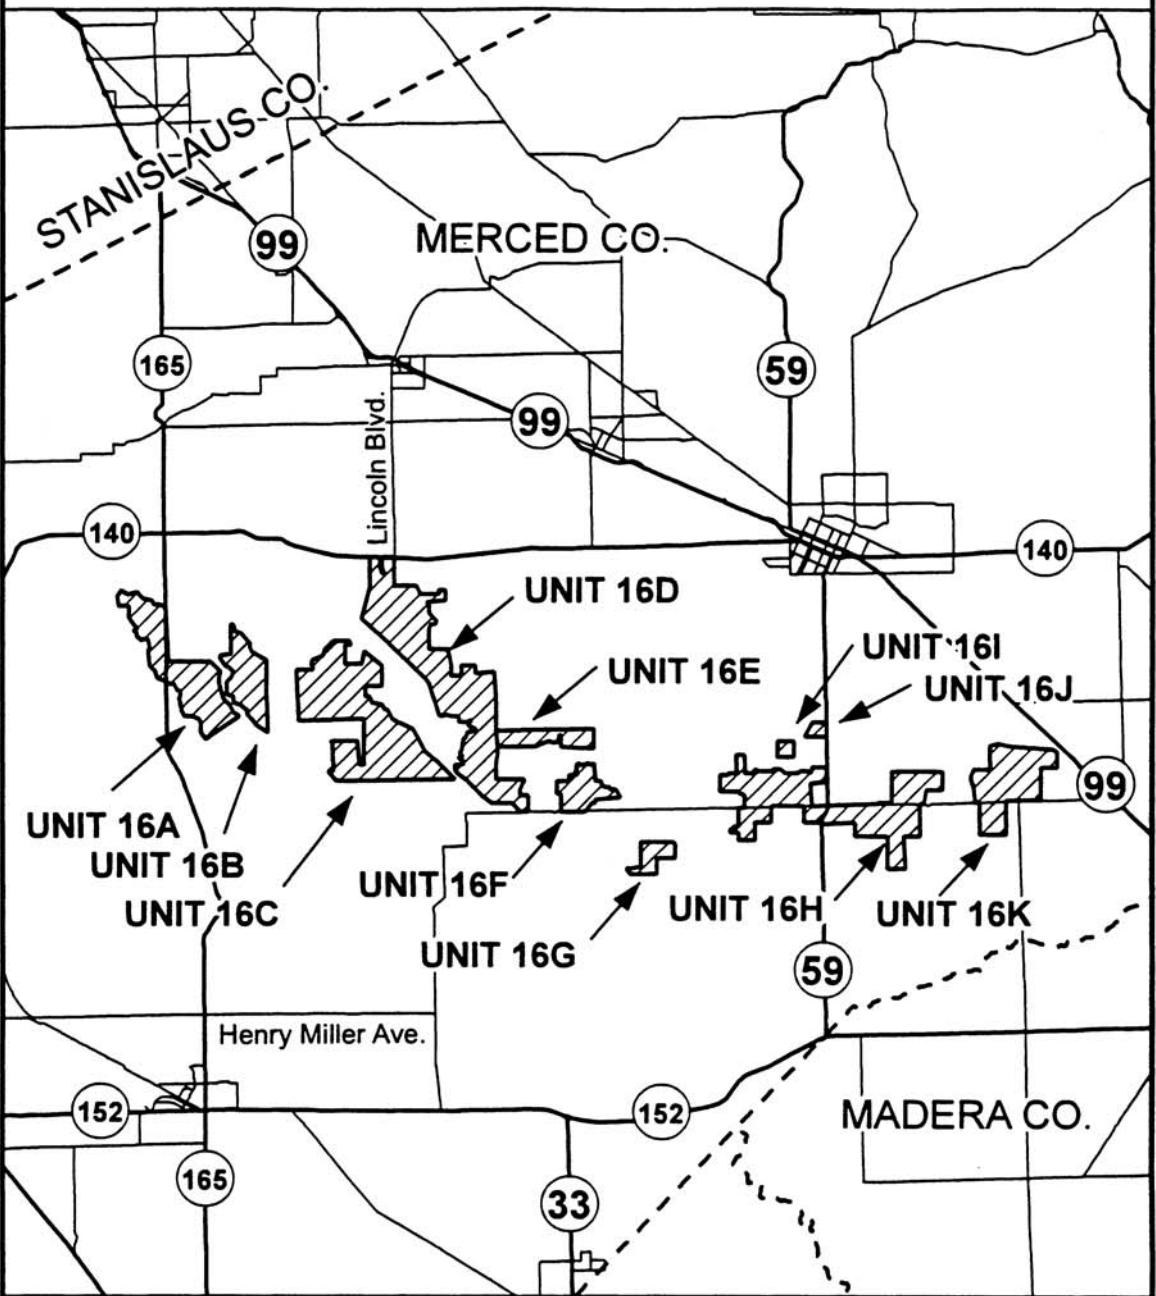 STANISLAUS CO.
99
MERCED CO.
165
59
Lincoln Blvd.
99
140
140
UNIT 16D
UNIT 16I
UNIT 16E
UNIT 16J
99
UNIT 16A
UNIT 16B
UNIT 16F
UNIT 16C
UNIT 16H
UNIT 16K
UNIT 16G
59
Henry Miller Ave.
152
152
MADERA CO.
165
33